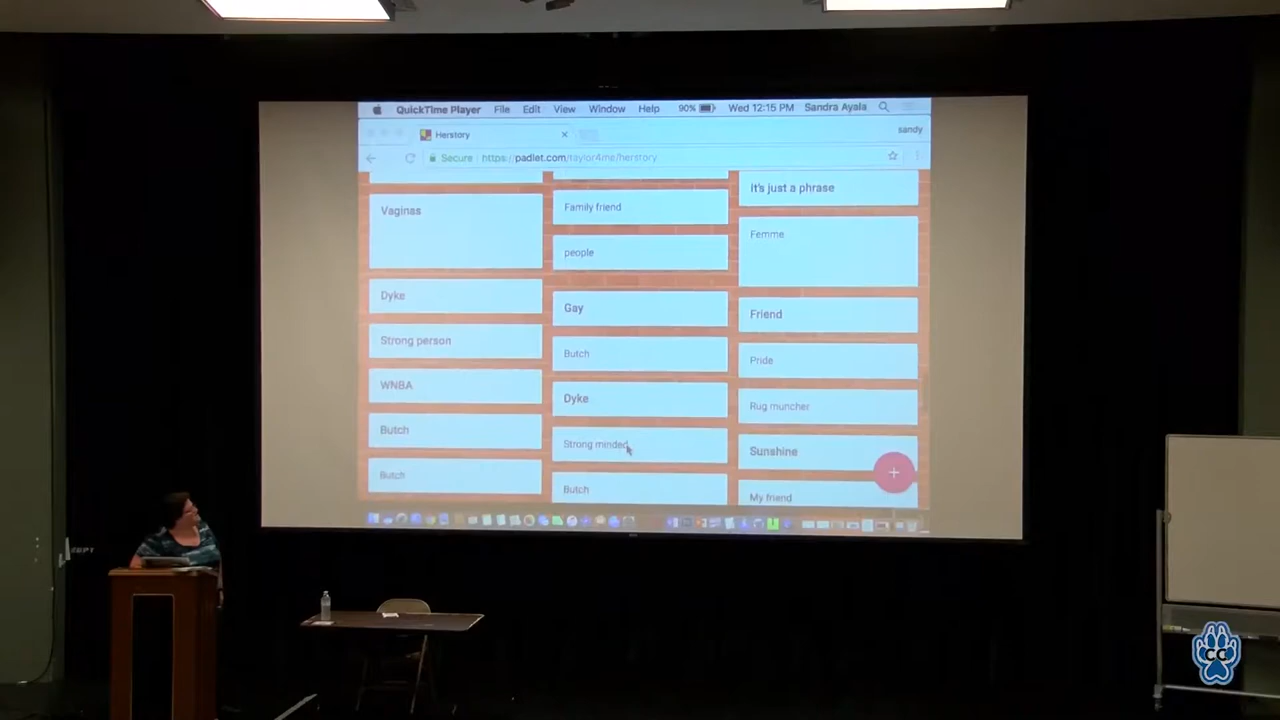 QuickTime Player File Edit View Window Help 90% Wed 12:15 PM Sandra Ayala
Herstory
sandy
Secure https://padlet.com/taylor4me/herstory
Vaginas
Dyke
Strong person
WNBA
Butch
Butch
Family friend
people
Gay
Butch
Dyke
Strong minded
Butch
it's just a phrase
Femme
Friend
Pride
Rug muncher
Sunshine
My friend
CC